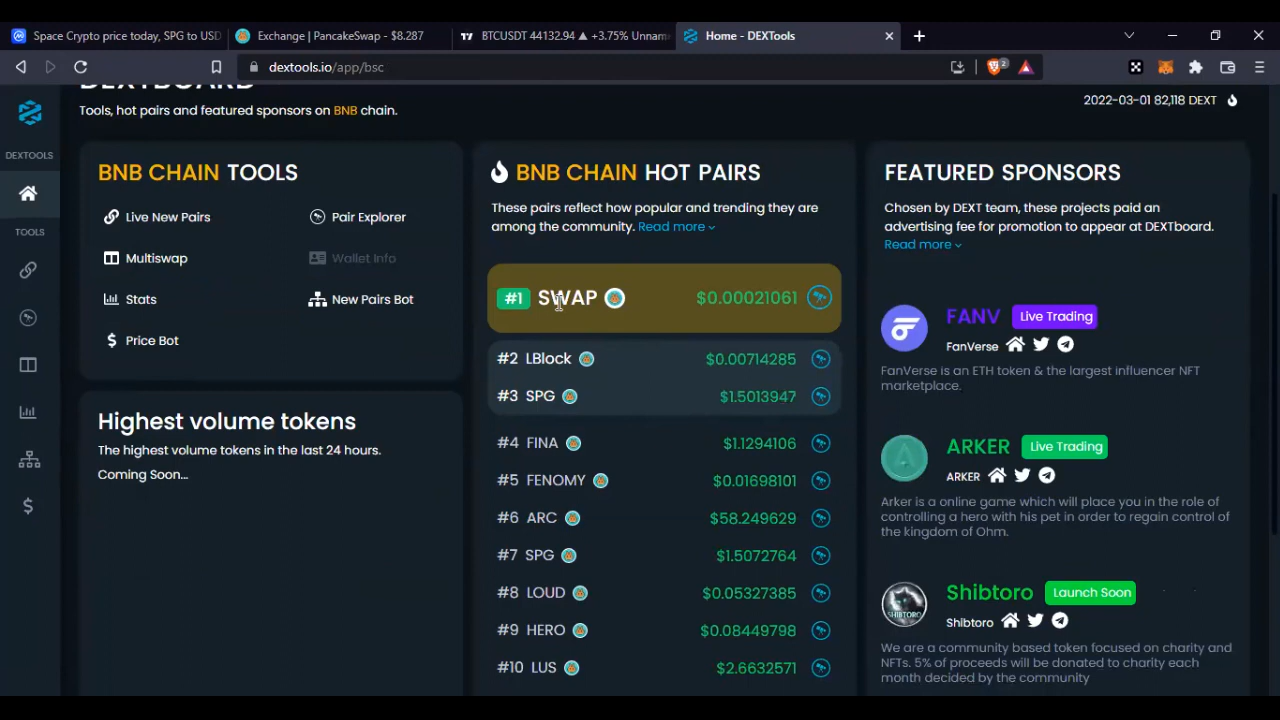 Space Crypto price today, SPG to USD
Exchange | PancakeSwap - $8.287
BTCUSDT 44132.94 ▲ +3.75% Unnam
Home - DEXTools
dextools.io/app/bsc
2
DEXTBOARD
Tools, hot pairs and featured sponsors on BNB chain.
2022-03-01 82,118 DEXT
DEXTOOLS
TOOLS
BNB CHAIN TOOLS
Live New Pairs
Pair Explorer
Multiswap
Wallet Info
Stats
New Pairs Bot
Price Bot
Highest volume tokens
The highest volume tokens in the last 24 hours.
Coming Soon...
BNB CHAIN HOT PAIRS
These pairs reflect how popular and trending they are
among the community. Read more
#1 SWAP $0.00021061
#2 LBlock $0.00714285
#3 SPG $1.5013947
#4 FINA $1.1294106
#5 FENOMY $0.01698101
#6 ARC $58.249629
#7 SPG $1.5072764
#8 LOUD $0.05327385
#9 HERO $0.08449798
#10 LUS $2.6632571
FEATURED SPONSORS
Chosen by DEXT team, these projects paid an
advertising fee for promotion to appear at DEXTboard.
Read more
FANV Live Trading
FanVerse
FanVerse is an ETH token & the largest influencer NFT
marketplace.
ARKER Live Trading
ARKER
Arker is a online game which will place you in the role of
controlling a hero with his pet in order to regain control of
the kingdom of Ohm.
Shibtoro Launch Soon
Shibtoro
We are a community based token focused on charity and
NFTs. 5% of proceeds will be donated to charity each
month decided by the community